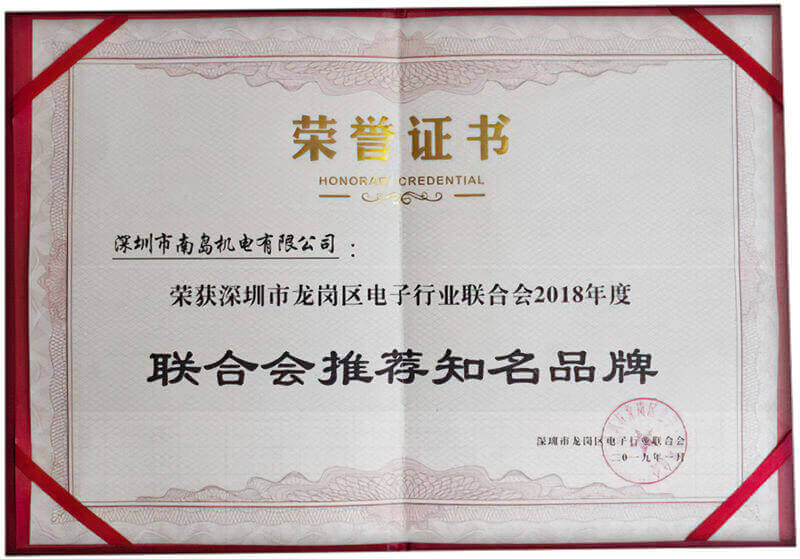 荣誉证书
HONORARY CREDENTIAL
深圳市南岛机电有限公司：
荣获深圳市龙岗区电子行业联合会2018年度
联合会推荐知名品牌
深圳市龙岗区电子行业联合会
二〇一九年一月